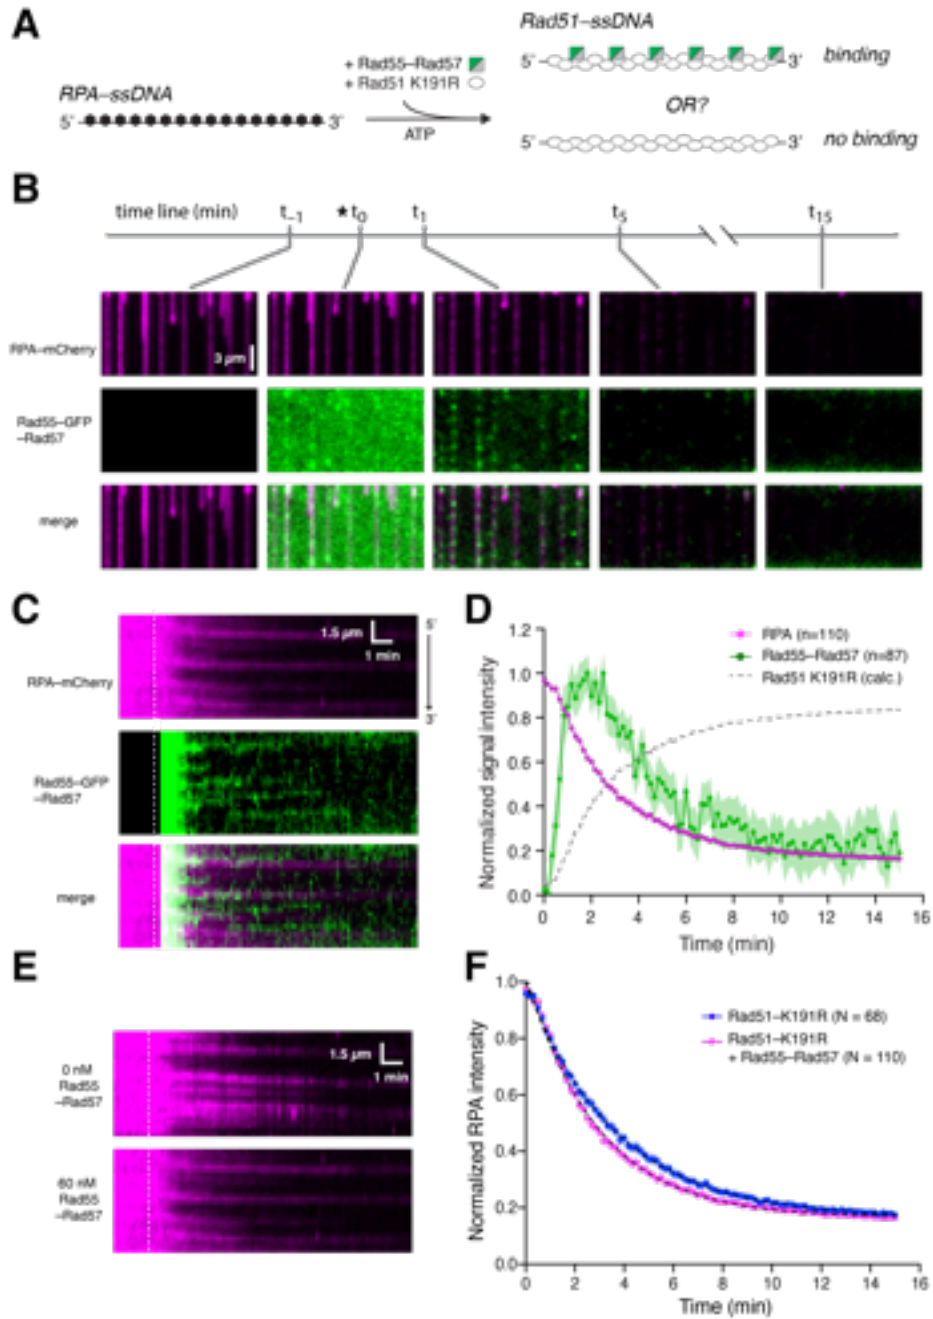 A
Rad51–ssDNA
+ Rad55–Rad57
+ Rad51 K191R
5'
3'
binding
RPA–ssDNA
5'
3'
ATP
OR?
5'
3'
no binding
B
time line (min)
t–1
★t0
t1
t5
t15
RPA–mCherry
3 µm
Rad55–GFP
–Rad57
merge
C
D
RPA–mCherry
1.5 µm
1 min
5'
3'
Rad55–GFP
–Rad57
merge
Normalized signal intensity
1.2
1.0
0.8
0.6
0.4
0.2
0.0
RPA (n=110)
Rad55–Rad57 (n=87)
Rad51 K191R (calc.)
0 2 4 6 8 10 12 14 16
Time (min)
E
F
0 nM
Rad55
–Rad57
1.5 µm
1 min
60 nM
Rad55
–Rad57
Normalized RPA intensity
1.0
0.8
0.6
0.4
0.2
0.0
Rad51–K191R (N = 68)
Rad51–K191R
+ Rad55–Rad57 (N = 110)
0 2 4 6 8 10 12 14 16
Time (min)